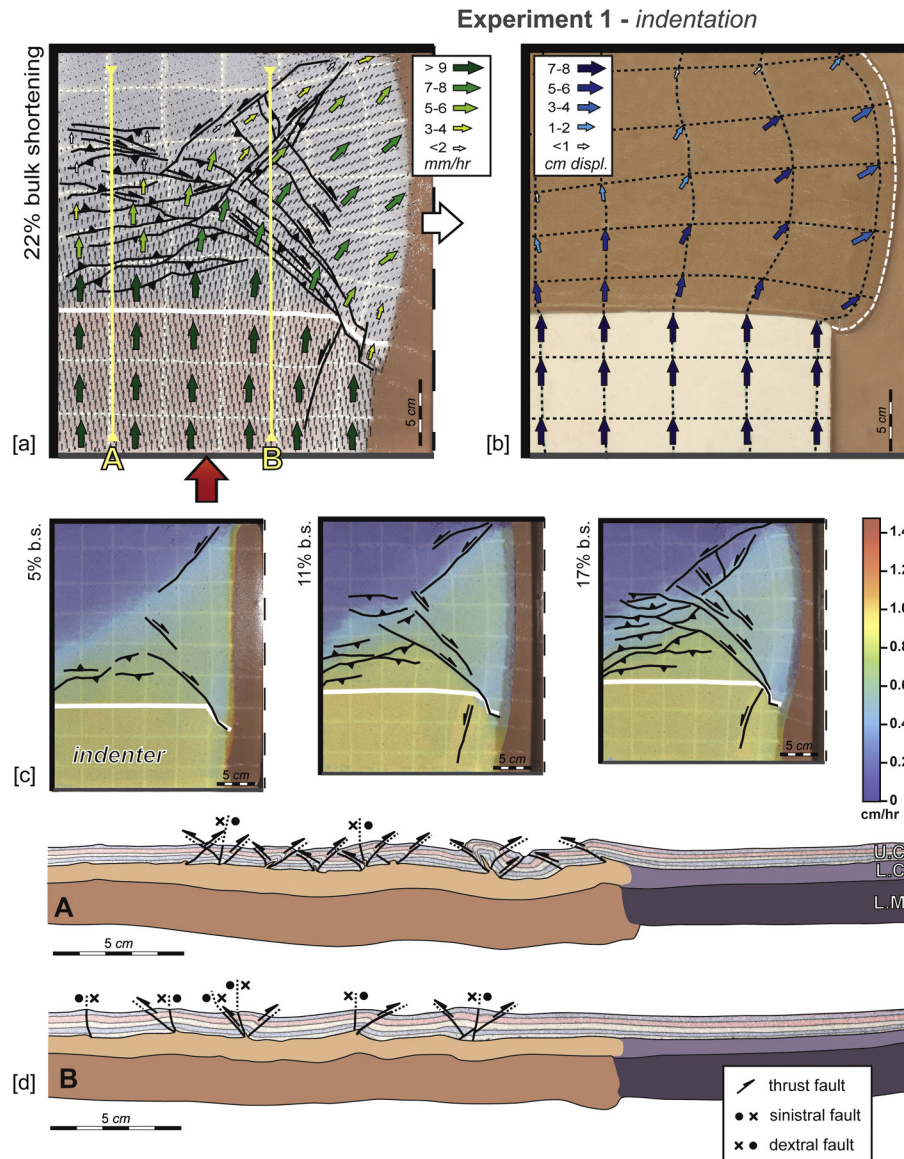 Experiment 1 - indentation
22% bulk shortening
> 9
7-8
5-6
3-4
<2
mm/hr
5 cm
[a]
A
B
7-8
5-6
3-4
1-2
<1
cm displ.
5 cm
[b]
5% b.s.
indenter
5 cm
11% b.s.
5 cm
17% b.s.
5 cm
[c]
1.4
1.2
1.0
0.8
0.6
0.4
0.2
0
cm/hr
U.C
L.C
L.M
A
5 cm
B
[d]
5 cm
thrust fault
sinistral fault
dextral fault